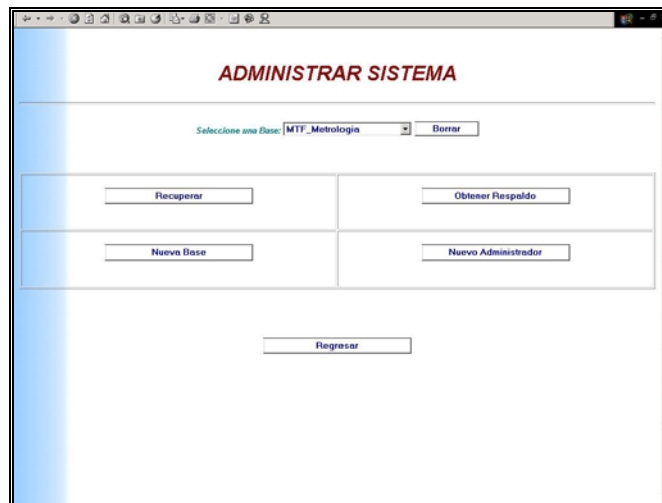 ADMINISTRAR SISTEMA
Seleccione una Base: MTF_Metrologia Borrar
Recuperar Obtener Respaldo
Nueva Base Nuevo Administrador
Regresar